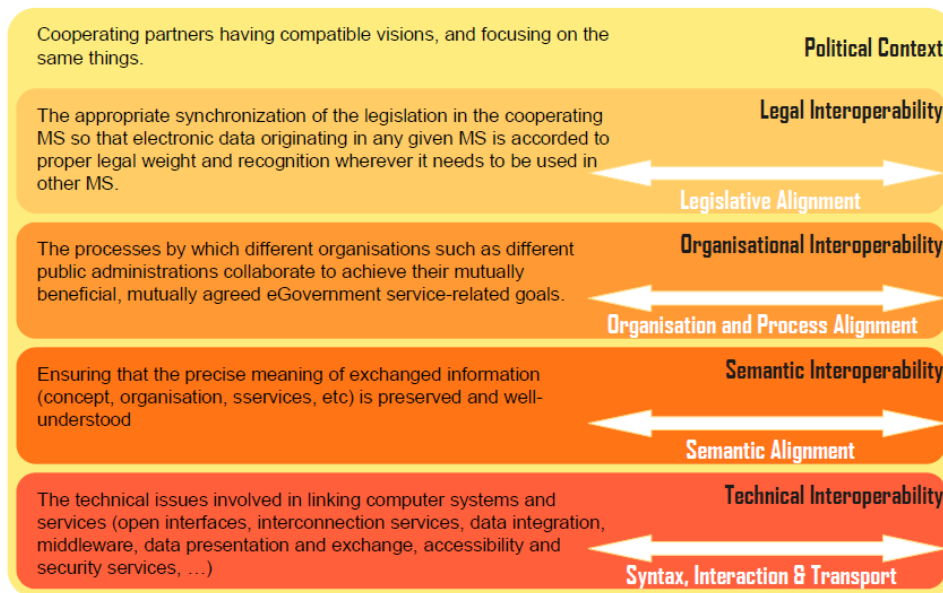 Cooperating partners having compatible visions, and focusing on the
same things.
Political Context
The appropriate synchronization of the legislation in the cooperating
MS so that electronic data originating in any given MS is accorded to
proper legal weight and recognition wherever it needs to be used in
other MS.
Legal Interoperability
Legislative Alignment
The processes by which different organisations such as different
public administrations collaborate to achieve their mutually
beneficial, mutually agreed eGovernment service-related goals.
Organisational Interoperability
Organisation and Process Alignment
Ensuring that the precise meaning of exchanged information
(concept, organisation, sservices, etc) is preserved and well-
understood
Semantic Interoperability
Semantic Alignment
The technical issues involved in linking computer systems and
services (open interfaces, interconnection services, data integration,
middleware, data presentation and exchange, accessibility and
security services, …)
Technical Interoperability
Syntax, Interaction & Transport